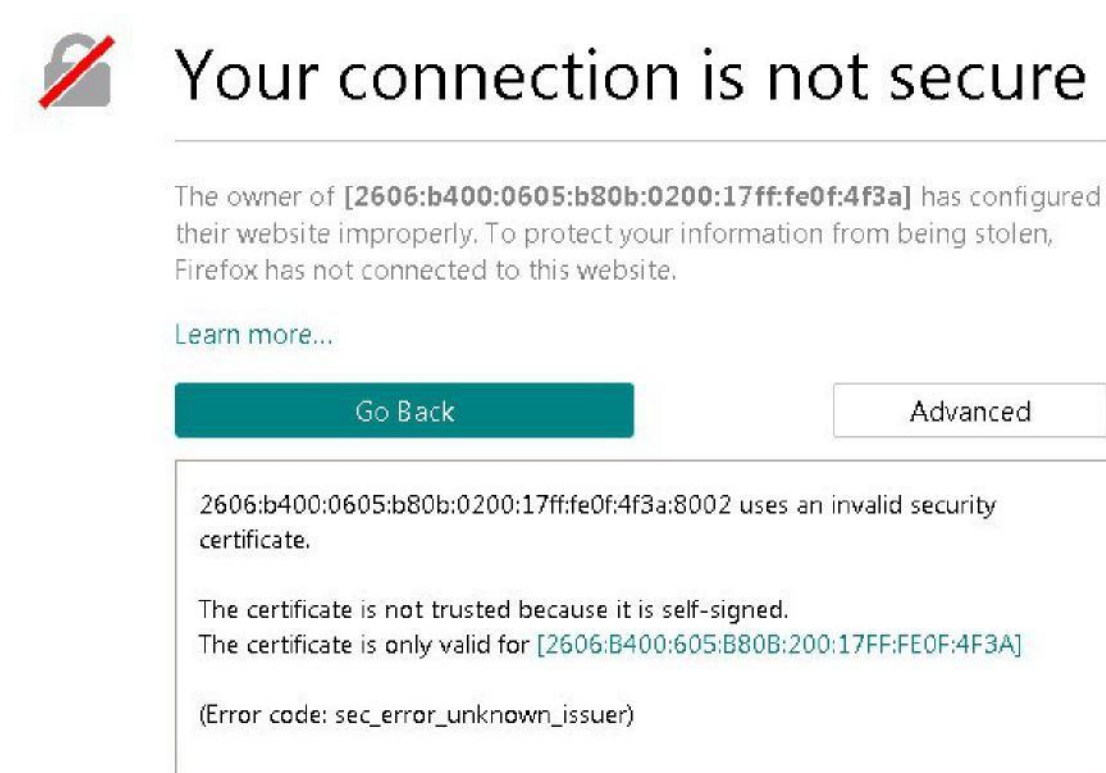 Your connection is not secure
The owner of [2606:b400:0605:b80b:0200:17ff:fe0f:4f3a] has configured
their website improperly. To protect your information from being stolen,
Firefox has not connected to this website.
Learn more...
Go Back
Advanced
2606:b400:0605:b80b:0200:17ff:fe0f:4f3a:8002 uses an invalid security
certificate.
The certificate is not trusted because it is self-signed.
The certificate is only valid for [2606:B400:605:B80B:200:17FF:FE0F:4F3A]
(Error code: sec_error_unknown_issuer)